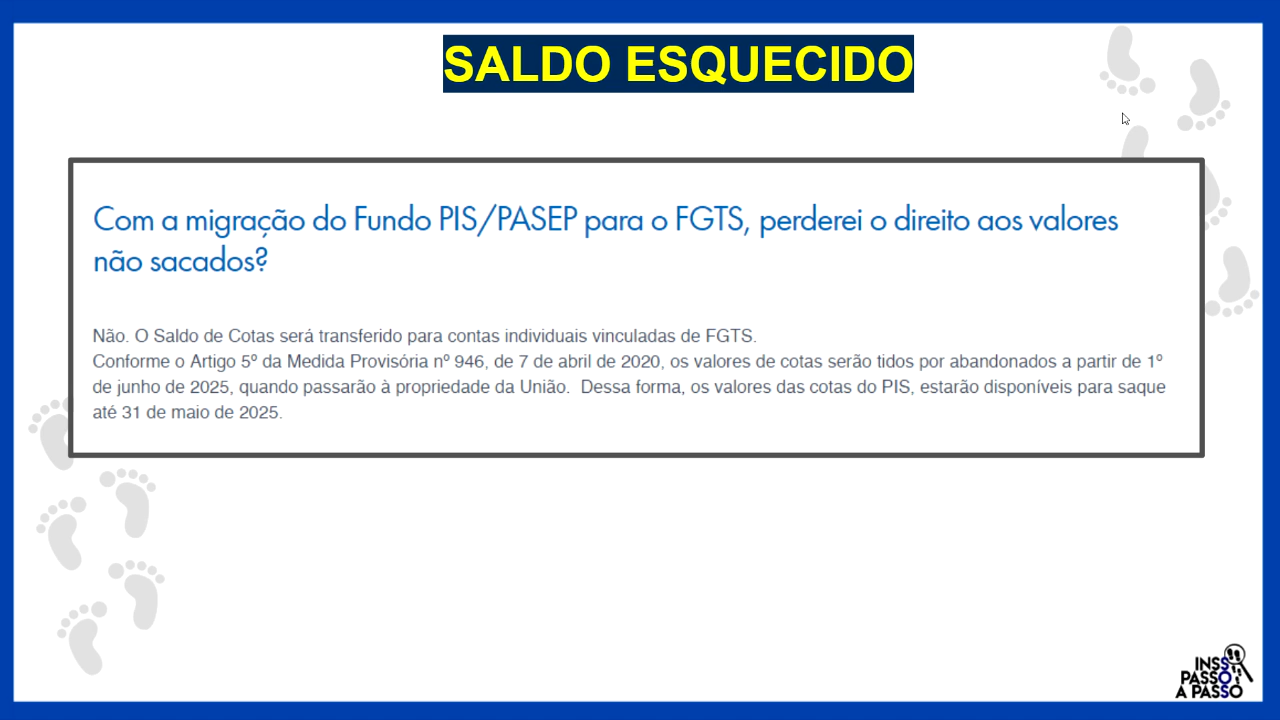 SALDO ESQUECIDO
Com a migração do Fundo PIS/PASEP para o FGTS, perderei o direito aos valores
não sacados?
Não. O Saldo de Cotas será transferido para contas individuais vinculadas de FGTS.
Conforme o Artigo 5º da Medida Provisória nº 946, de 7 de abril de 2020, os valores de cotas serão tidos por abandonados a partir de 1º
de junho de 2025, quando passarão à propriedade da União.  Dessa forma, os valores das cotas do PIS, estarão disponíveis para saque
até 31 de maio de 2025.
INSS
PASSO
A PASSO